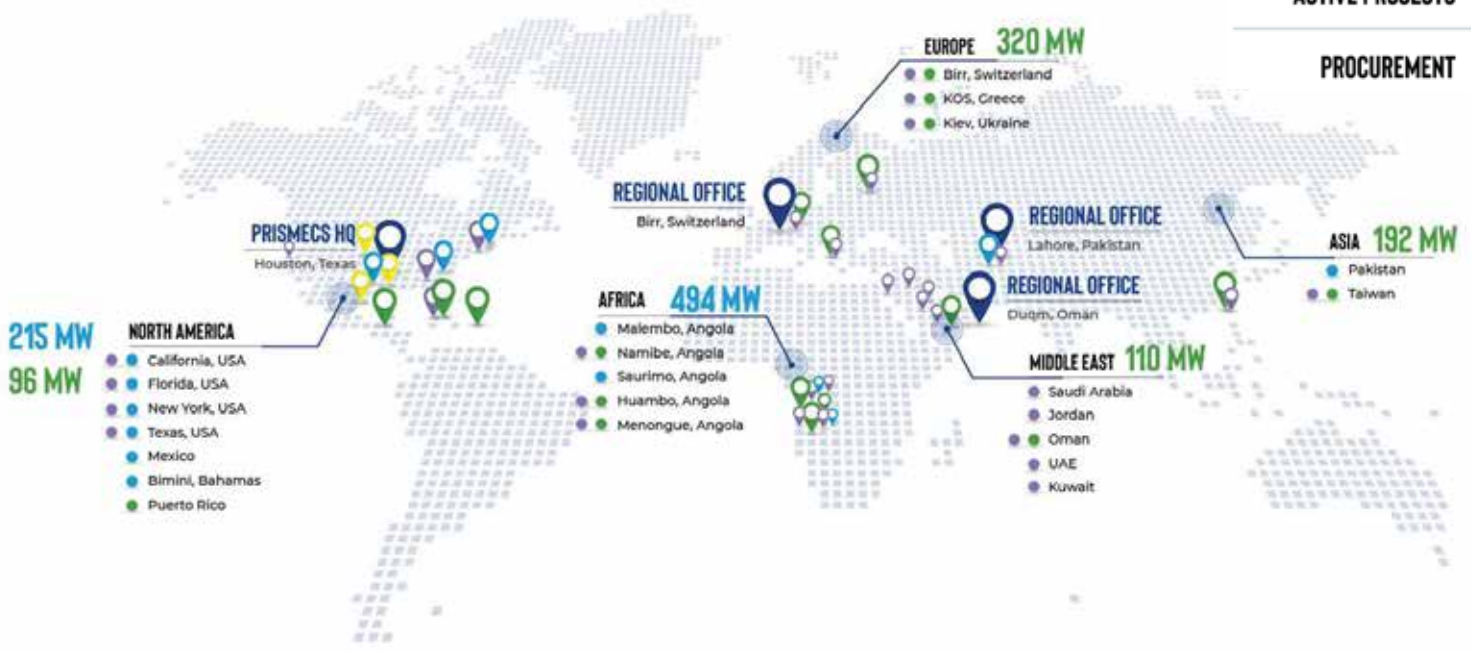 ACTIVE PROJECTS
PROCUREMENT
EUROPE 320 MW
Birr, Switzerland
KOS, Greece
Kiev, Ukraine
REGIONAL OFFICE
Birr, Switzerland
PRISMECS HQ
Houston, Texas
REGIONAL OFFICE
Lahore, Pakistan
ASIA 192 MW
Pakistan
Taiwan
REGIONAL OFFICE
Duqm, Oman
AFRICA 494 MW
Malembo, Angola
Namibe, Angola
Saurimo, Angola
Huambo, Angola
Menongue, Angola
215 MW
96 MW
NORTH AMERICA
California, USA
Florida, USA
New York, USA
Texas, USA
Mexico
Bimini, Bahamas
Puerto Rico
MIDDLE EAST 110 MW
Saudi Arabia
Jordan
Oman
UAE
Kuwait